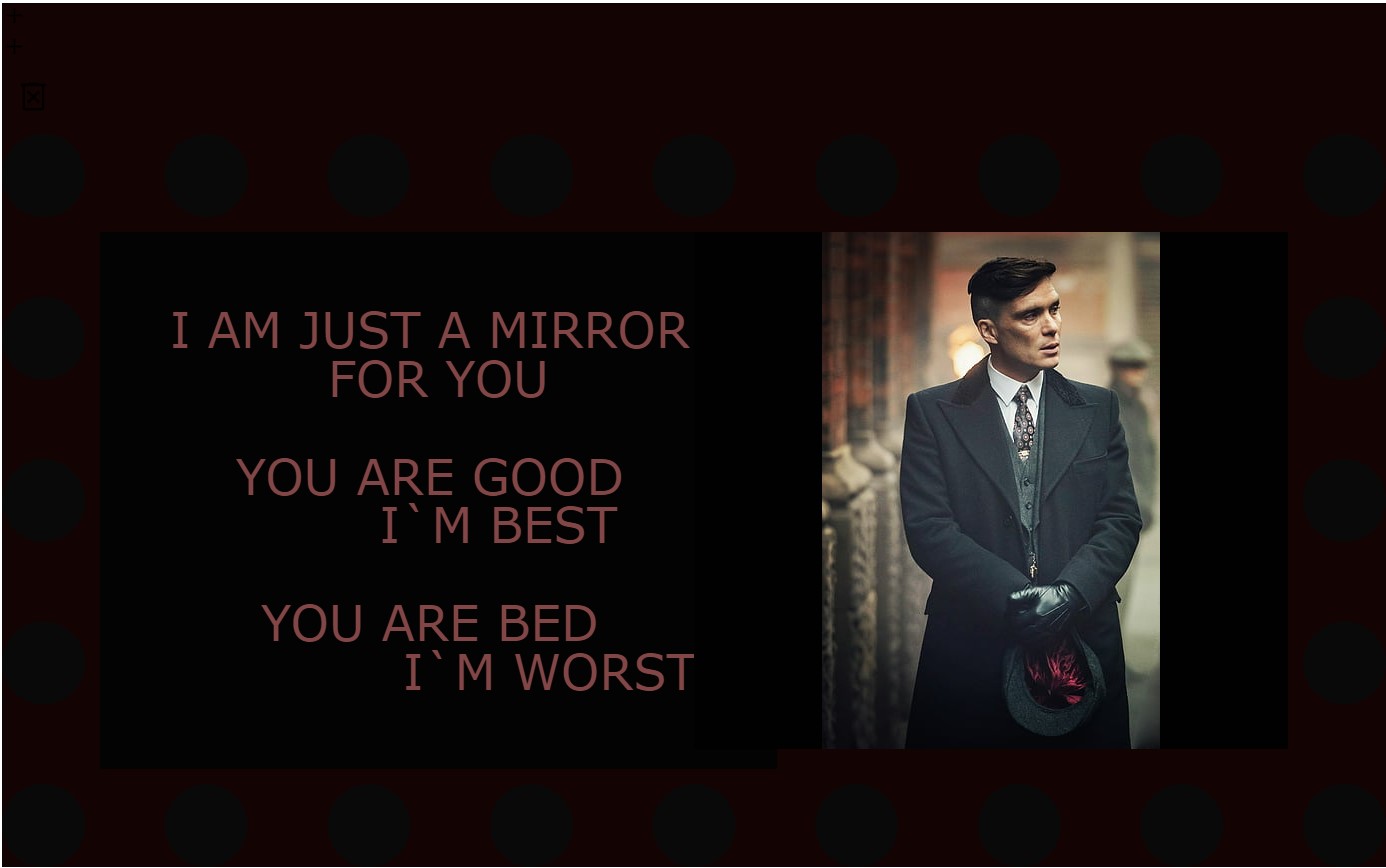 I AM JUST A MIRROR
FOR YOU
YOU ARE GOOD
I`M BEST
YOU ARE BED
I`M WORST